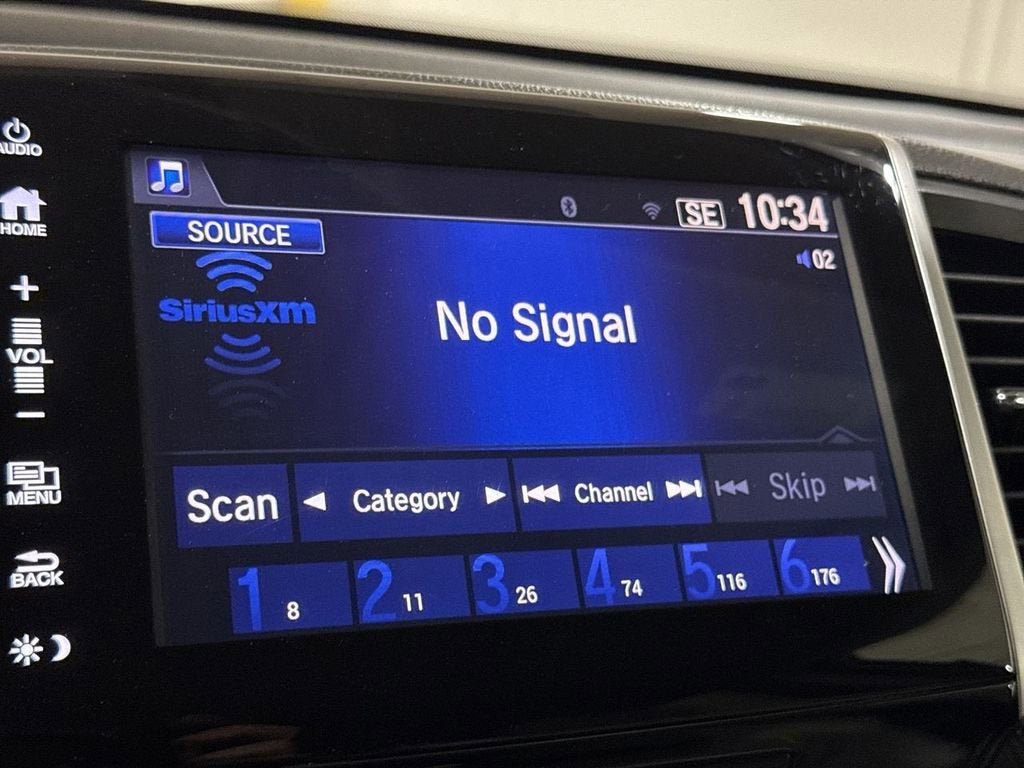 AUDIO
HOME
+
VOL
−
MENU
BACK
SE 10:34
SOURCE
02
SiriusXM
No Signal
Scan Category Channel Skip
1 8 2 11 3 26 4 74 5 116 6 176